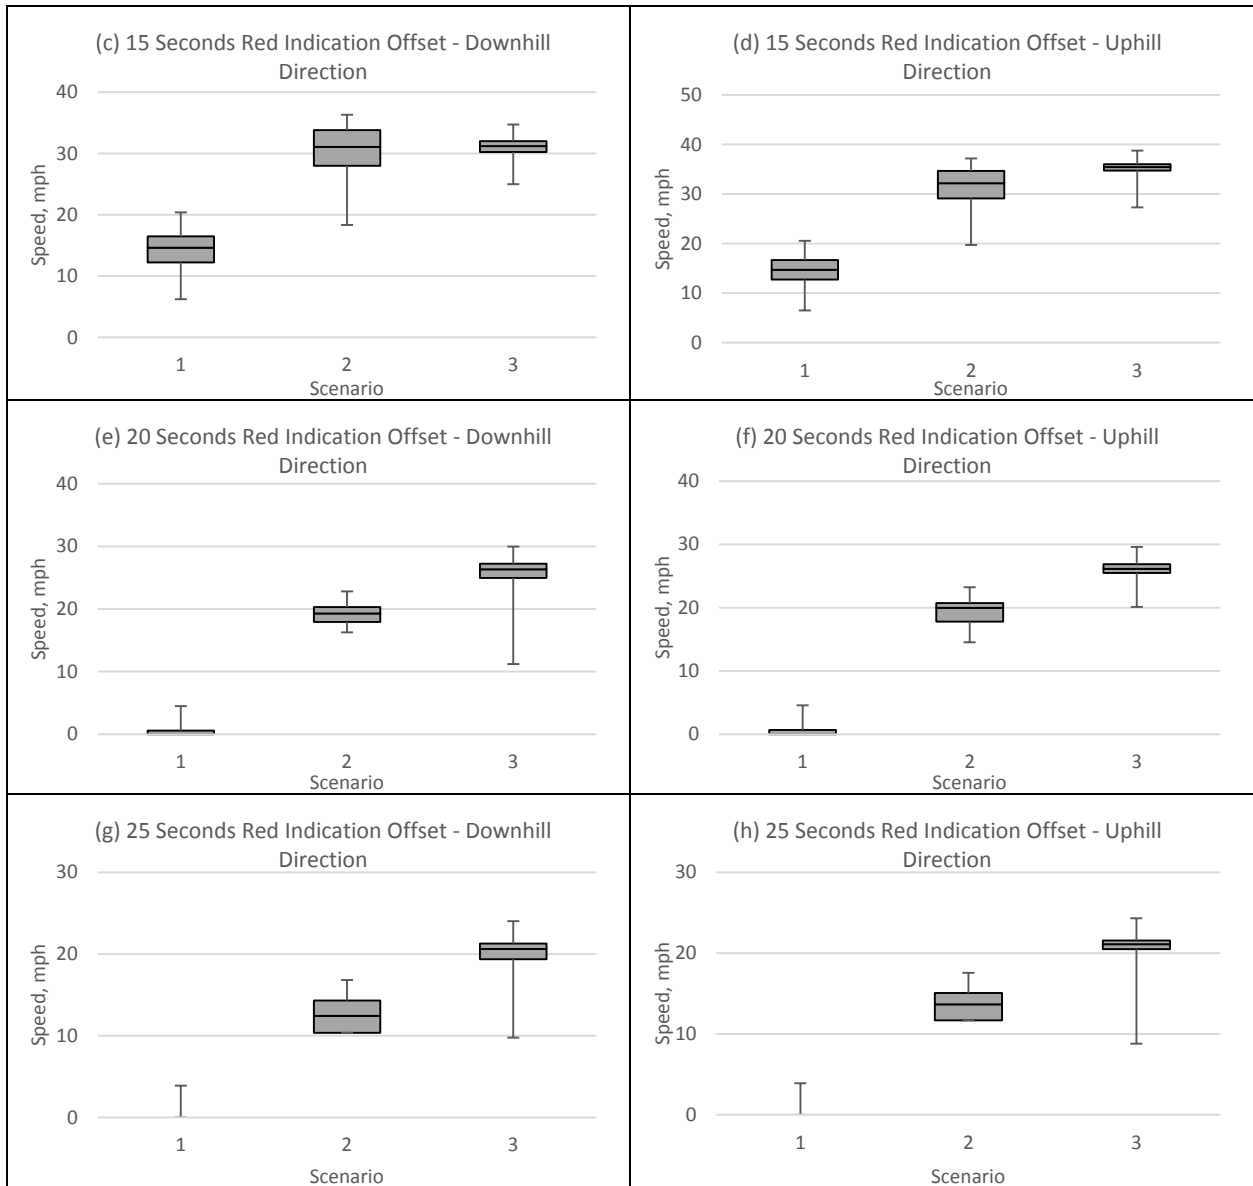 (c) 15 Seconds Red Indication Offset - Downhill
Direction
40
30
20
10
0
Speed, mph
1 2 3
Scenario
(d) 15 Seconds Red Indication Offset - Uphill
Direction
50
40
30
20
10
0
Speed, mph
1 2 3
Scenario
(e) 20 Seconds Red Indication Offset - Downhill
Direction
40
30
20
10
0
Speed, mph
1 2 3
Scenario
(f) 20 Seconds Red Indication Offset - Uphill
Direction
40
30
20
10
0
Speed, mph
1 2 3
Scenario
(g) 25 Seconds Red Indication Offset - Downhill
Direction
30
20
10
0
Speed, mph
1 2 3
Scenario
(h) 25 Seconds Red Indication Offset - Uphill
Direction
30
20
10
0
Speed, mph
1 2 3
Scenario